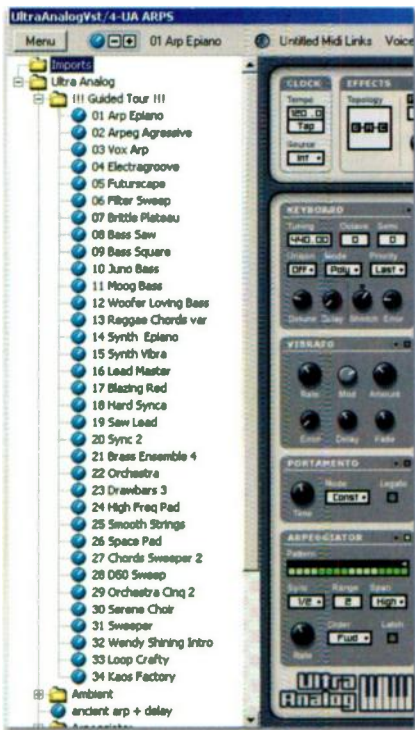 UltraAnalogVst/4-UA ARPS
Menu 01 Arp Epiano Untitled Midi Links Voice
Imports
Ultra Analog
!!! Guided Tour !!!
01 Arp Epiano
02 Arpeg Agressive
03 Vox Arp
04 Electragroove
05 Futurscape
06 Filter Sweep
07 Brittle Plateau
08 Bass Saw
09 Bass Square
10 Juno Bass
11 Moog Bass
12 Woofer Loving Bass
13 Raggae Chords var
14 Synth Epiano
15 Synth Vibra
16 Lead Master
17 Blazing Red
18 Hard Synca
19 Saw Lead
20 Sync 2
21 Brass Ensemble 4
22 Orchestra
23 Drawbars 3
24 High Freq Pad
25 Smooth Strings
26 Space Pad
27 Chords Sweeper 2
28 D50 Sweep
29 Orchestra Cinq 2
30 Serene Choir
31 Sweeper
32 Wendy Shining Intro
33 Loop Crafty
34 Kaos Factory
Ambient
ancient arp + delay
Arpeggiator
CLOCK EFFECTS
Tempo Topology
120.0
Tap
Source
Int
KEYBOARD
Tuning Octave Semi
440.00 0 0
Unison Mode Priority
Off Poly Last
Detune Delay Stretch Error
VIBRATO
Rate Mod Amount
Error Delay Fade
PORTAMENTO
Mode Legato
Const
Time
ARPEGGIATOR
Pattern
Sync Range Span
1/2 2 High
Order Latch
Fwd
Rate
Ultra
Analog